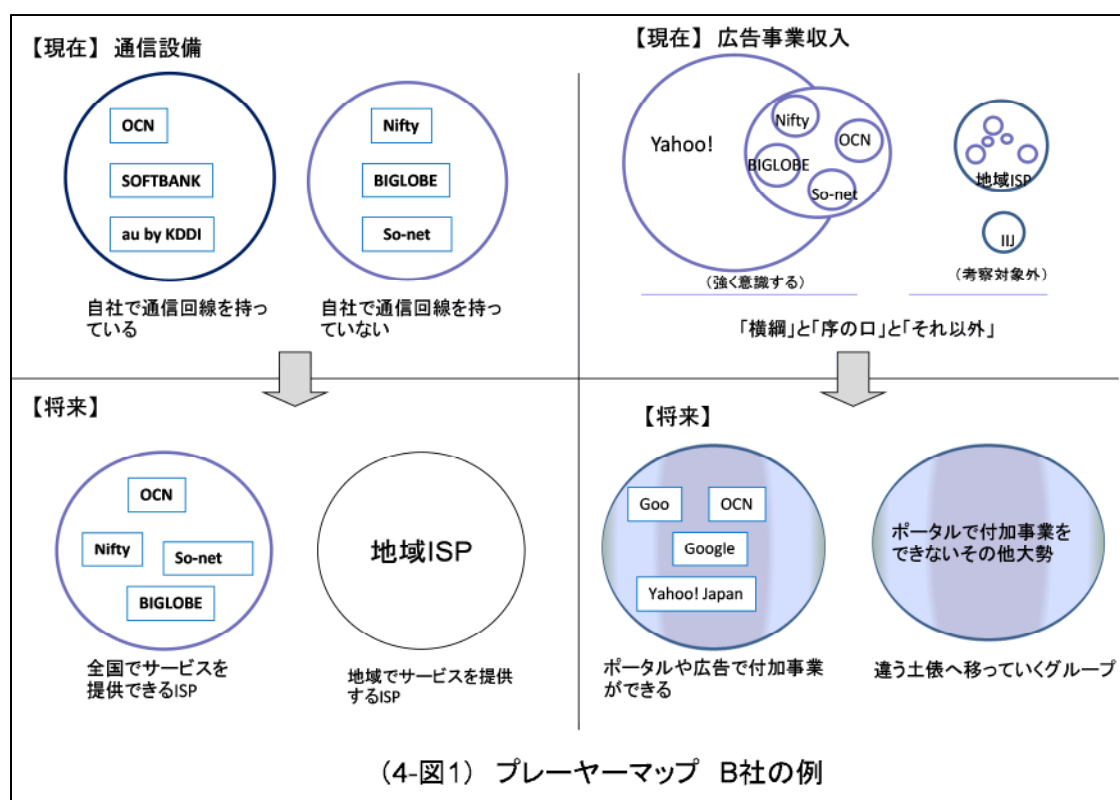 【現在】 通信設備
OCN
SOFTBANK
au by KDDI
自社で通信回線を持っ
ている
Nifty
BIGLOBE
So-net
自社で通信回線を持っ
ていない
【現在】 広告事業収入
Yahoo!
Nifty
OCN
BIGLOBE
So-net
(強く意識する)
地域ISP
IIJ
(考察対象外)
「横綱」と「序の口」と「それ以外」
【将来】
OCN
Nifty
So-net
BIGLOBE
全国でサービスを
提供できるISP
地域ISP
地域でサービスを提供
するISP
【将来】
Goo
OCN
Google
Yahoo! Japan
ポータルや広告で付加事業
ができる
ポータルで付加事業を
できないその他大勢
違う土俵へ移っていくグループ
(4-図1) プレーヤーマップ B社の例